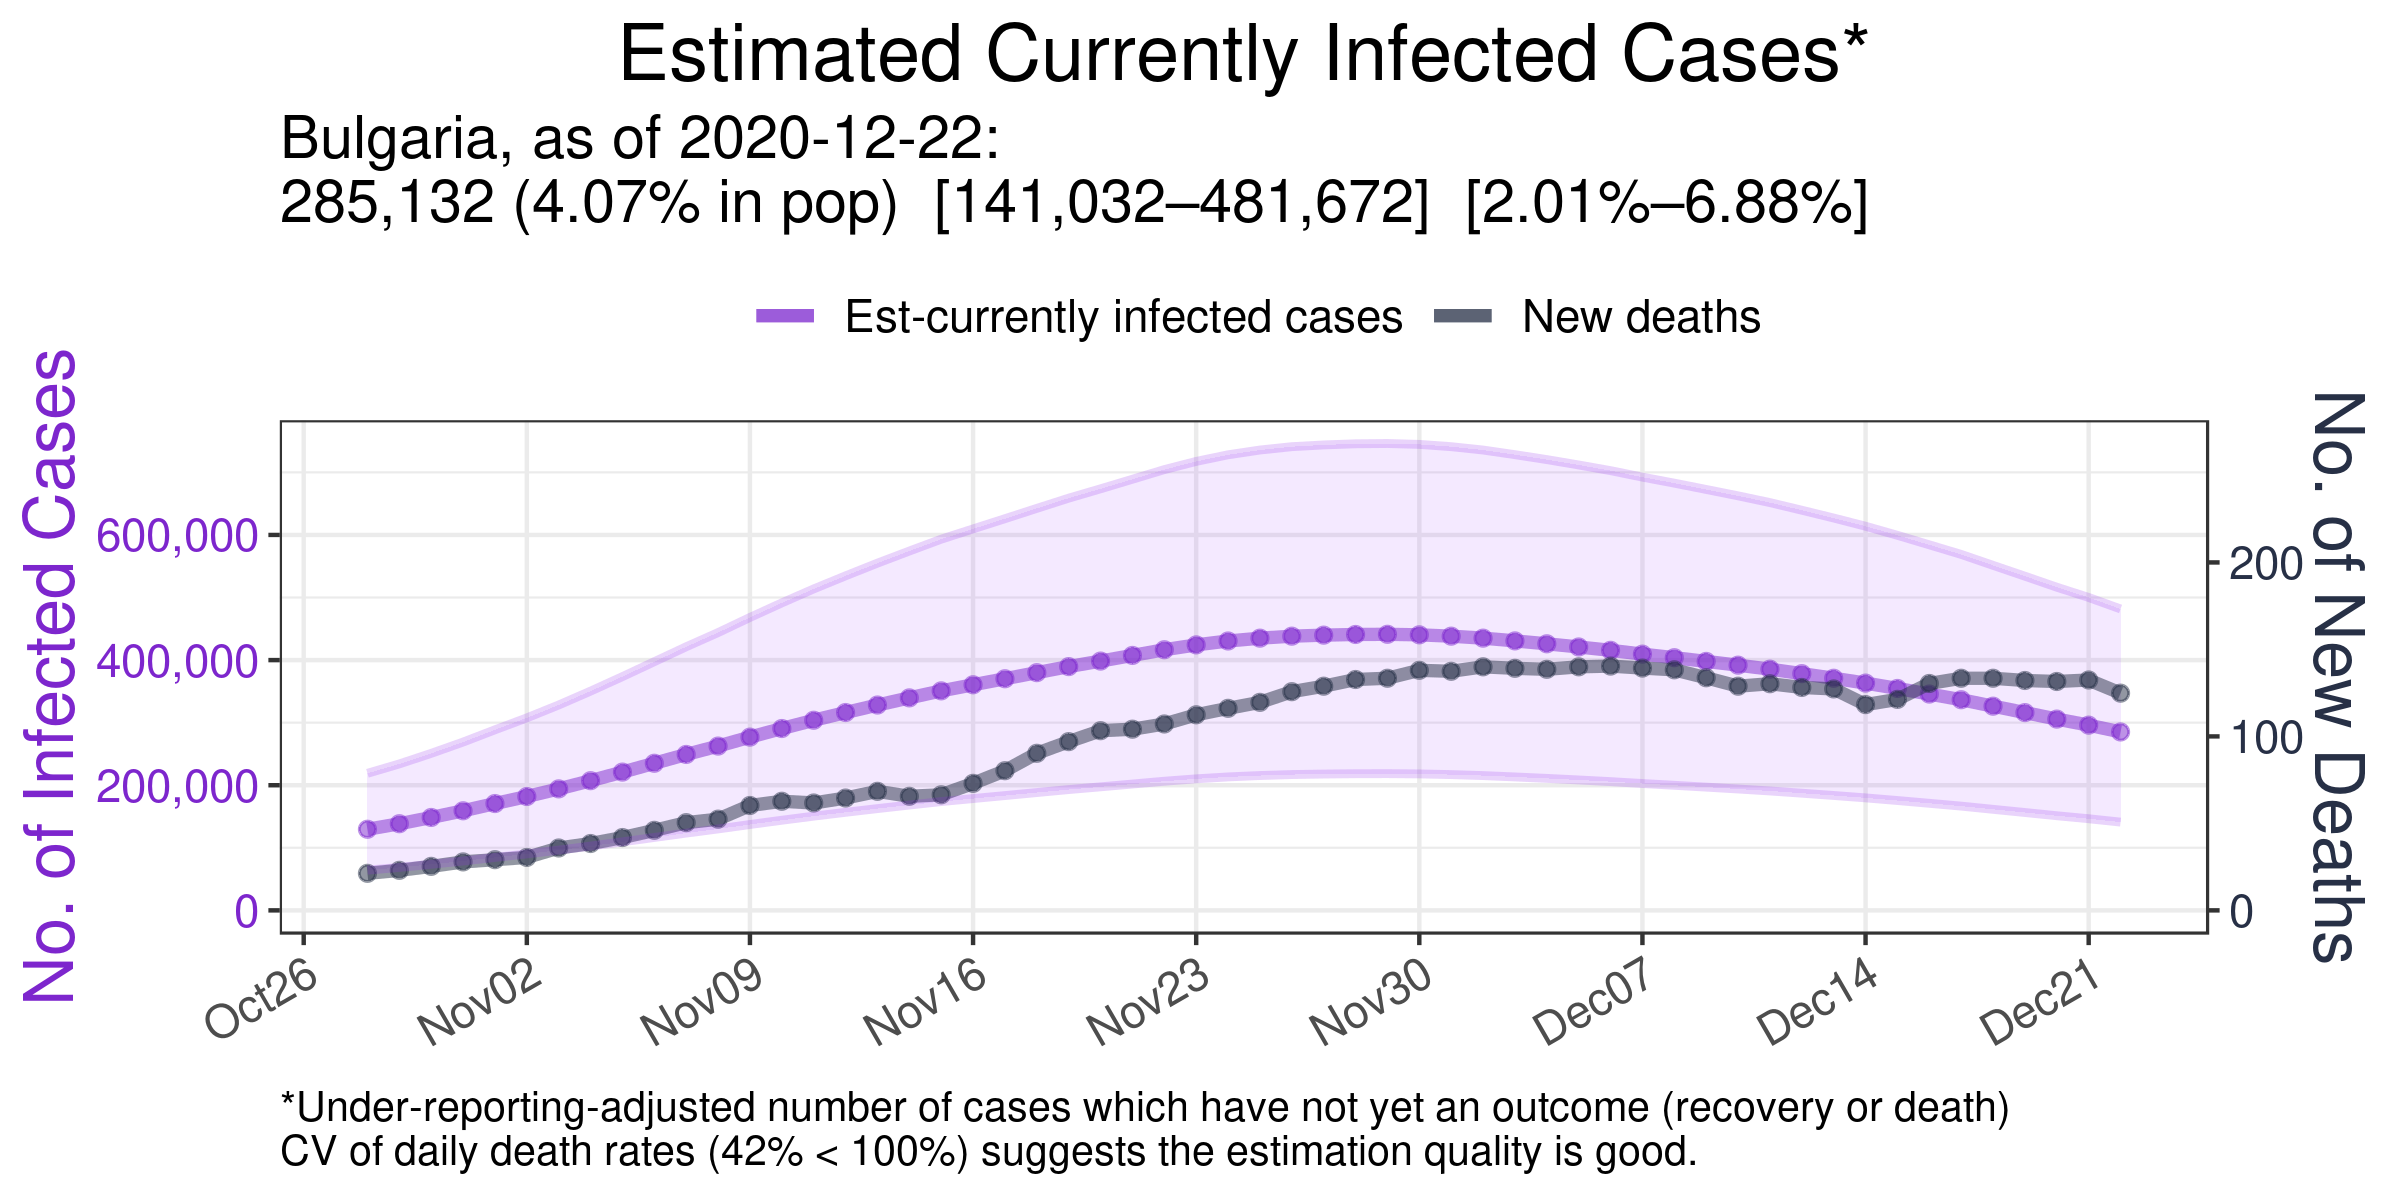 Estimated Currently Infected Cases*
Bulgaria, as of 2020-12-22:
285,132 (4.07% in pop)  [141,032–481,672]  [2.01%–6.88%]
Est-currently infected cases
New deaths
No. of Infected Cases
600,000
400,000
200,000
0
No. of New Deaths
200
100
0
Oct26
Nov02
Nov09
Nov16
Nov23
Nov30
Dec07
Dec14
Dec21
*Under-reporting-adjusted number of cases which have not yet an outcome (recovery or death)
CV of daily death rates (42% < 100%) suggests the estimation quality is good.